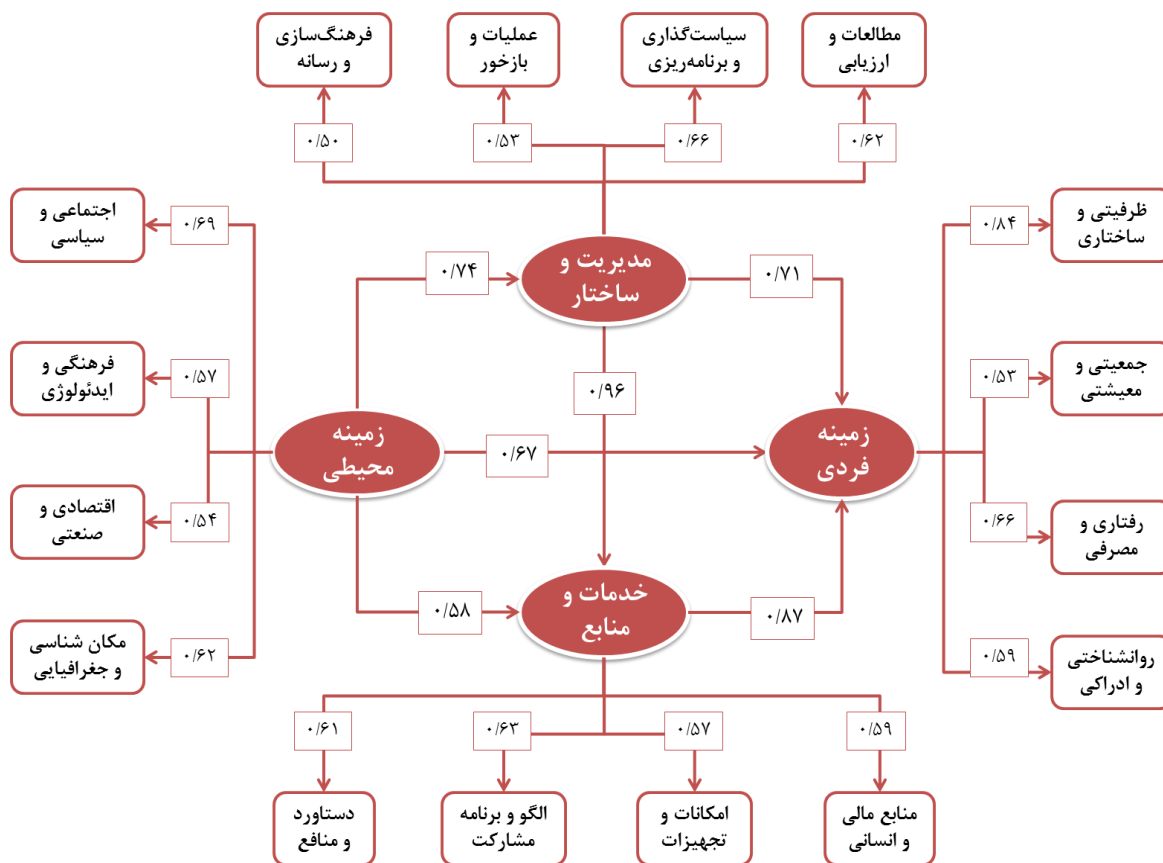 مطالعات و
ارزیابی
سیاست‌گذاری
و برنامه‌ریزی
عملیات و
بازخور
فرهنگ‌سازی
و رسانه
۰/۶۲
۰/۶۶
۰/۵۳
۰/۵۰
ظرفیتی و
ساختاری
۰/۸۴
اجتماعی و
سیاسی
۰/۶۹
مدیریت و
ساختار
۰/۷۱
۰/۷۴
جمعیتی و
معیشتی
۰/۵۳
۰/۹۶
فرهنگی و
ایدئولوژی
۰/۵۷
زمینه
فردی
۰/۶۷
زمینه
محیطی
رفتاری و
مصرفی
۰/۶۶
اقتصادی و
صنعتی
۰/۵۴
خدمات و
منابع
۰/۸۷
۰/۵۸
روانشناختی
و ادراکی
۰/۵۹
مکان شناسی
و جغرافیایی
۰/۶۲
۰/۵۹
۰/۵۷
۰/۶۳
۰/۶۱
منابع مالی
و انسانی
امکانات و
تجهیزات
الگو و برنامه
مشارکت
دستاورد
و منافع